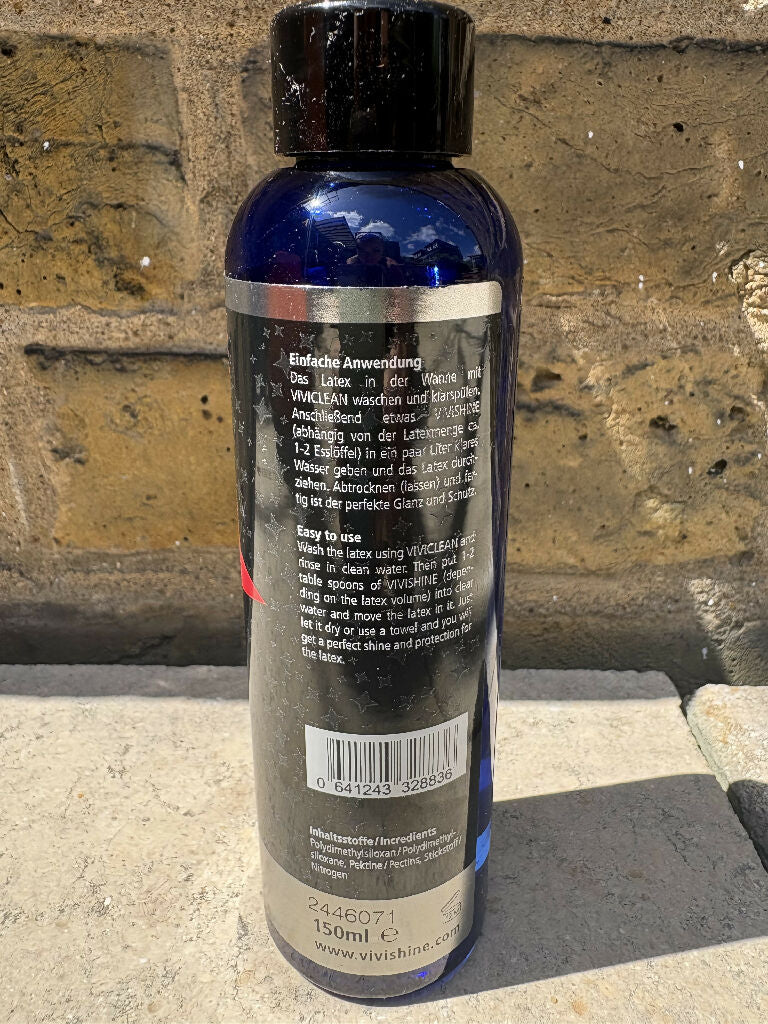 Einfache Anwendung
Das Latex in der Wanne mit
VIVICLEAN waschen und klarspülen.
Anschließend etwas VIVISHINE
(abhängig von der Latexmenge ca.
1-2 Esslöffel) in ein paar Liter klares
Wasser geben und das Latex durch-
ziehen. Abtrocknen (lassen) und fer-
tig ist der perfekte Glanz und Schutz.
Easy to use
Wash the latex using VIVICLEAN and
rinse in clean water. Then put 1-2
table spoons of VIVISHINE (depen-
ding on the latex volume) into clear
water and move the latex in it. Just
let it dry or use a towel and you will
get a perfect shine and protection for
the latex.
0 641243 328836
Inhaltsstoffe / Incredients
Polydimethylsiloxan / Polydimethyl-
siloxane, Pektine / Pectins, Stickstoff /
Nitrogen
2446071
150ml ℮
www.vivishine.com